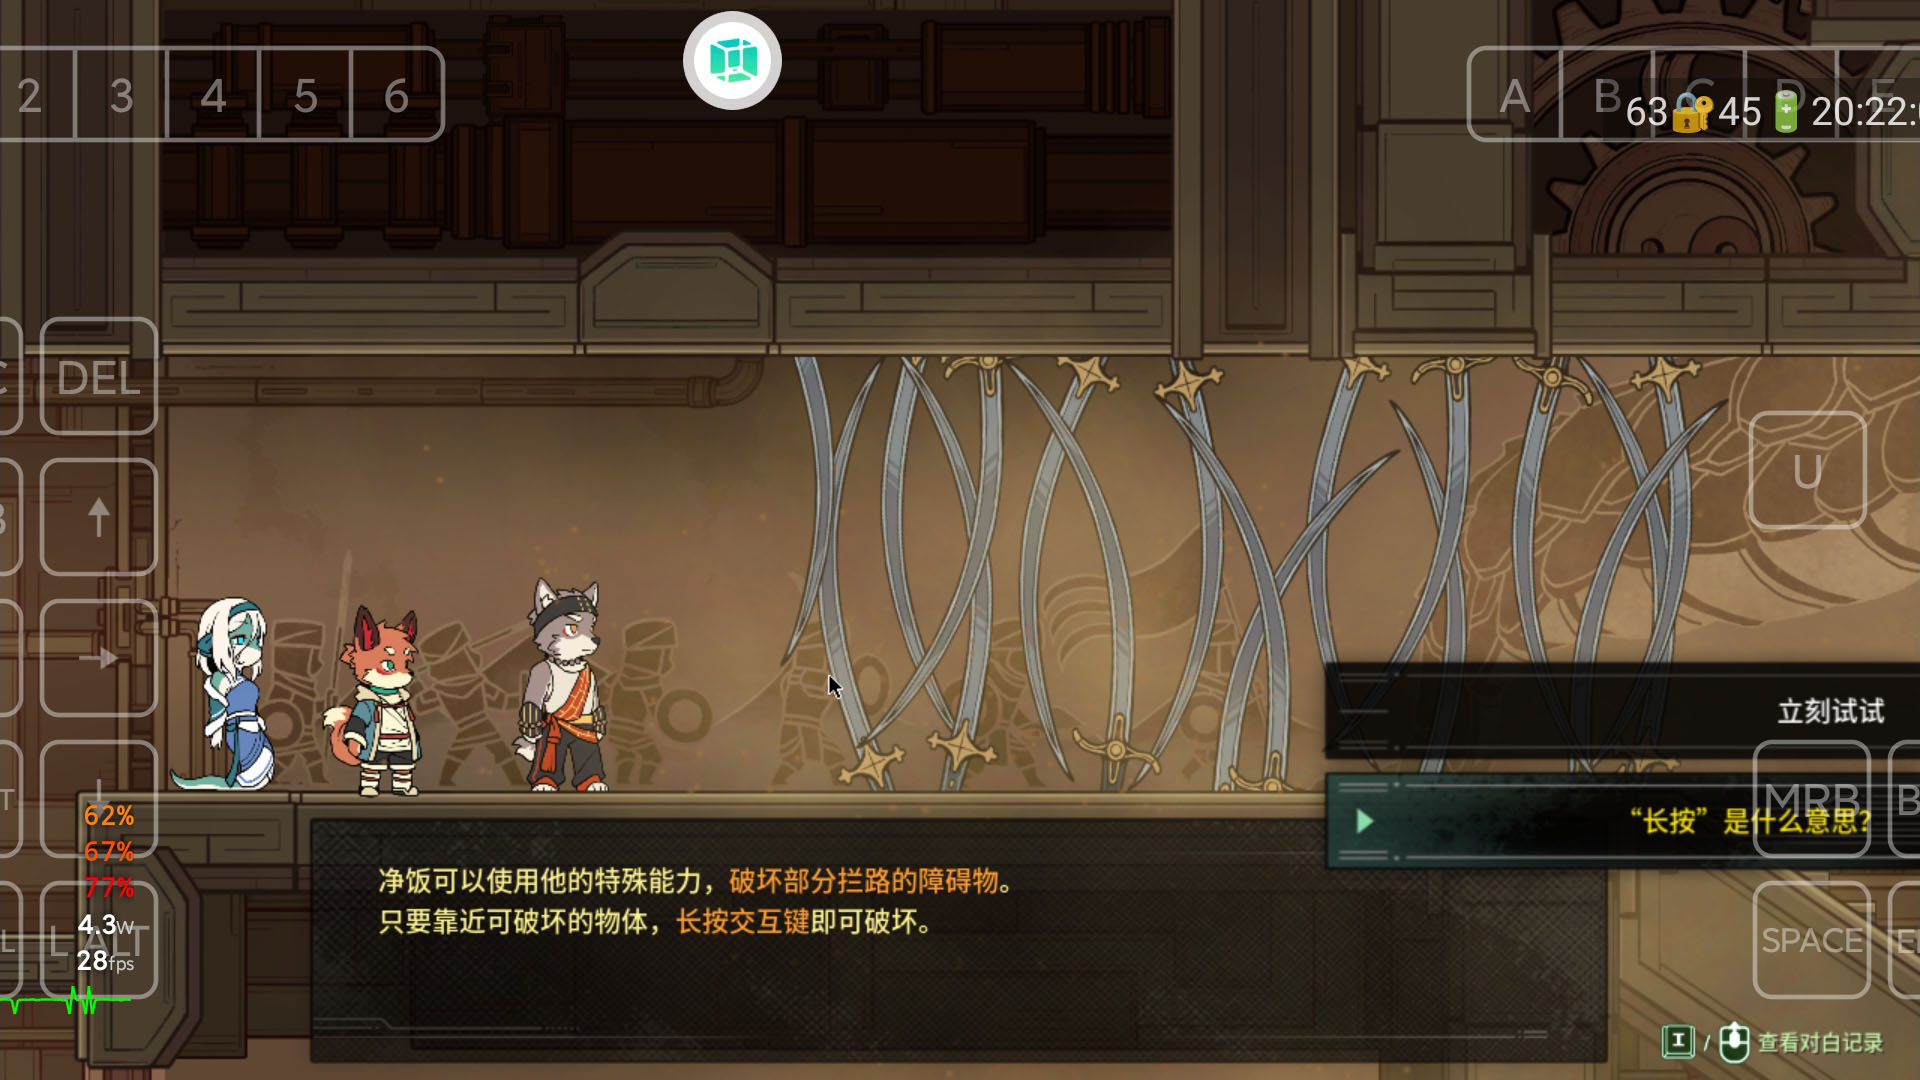 2 3 4 5 6
A B C D E
63🔐45🔋20:22:
DEL
U
立刻试试
MRB
“长按”是什么意思?
62%
67%
77%
4.3W
28fps
L ALT
SPACE
净饭可以使用他的特殊能力，破坏部分拦路的障碍物。
只要靠近可破坏的物体，长按交互键即可破坏。
I / 查看对白记录